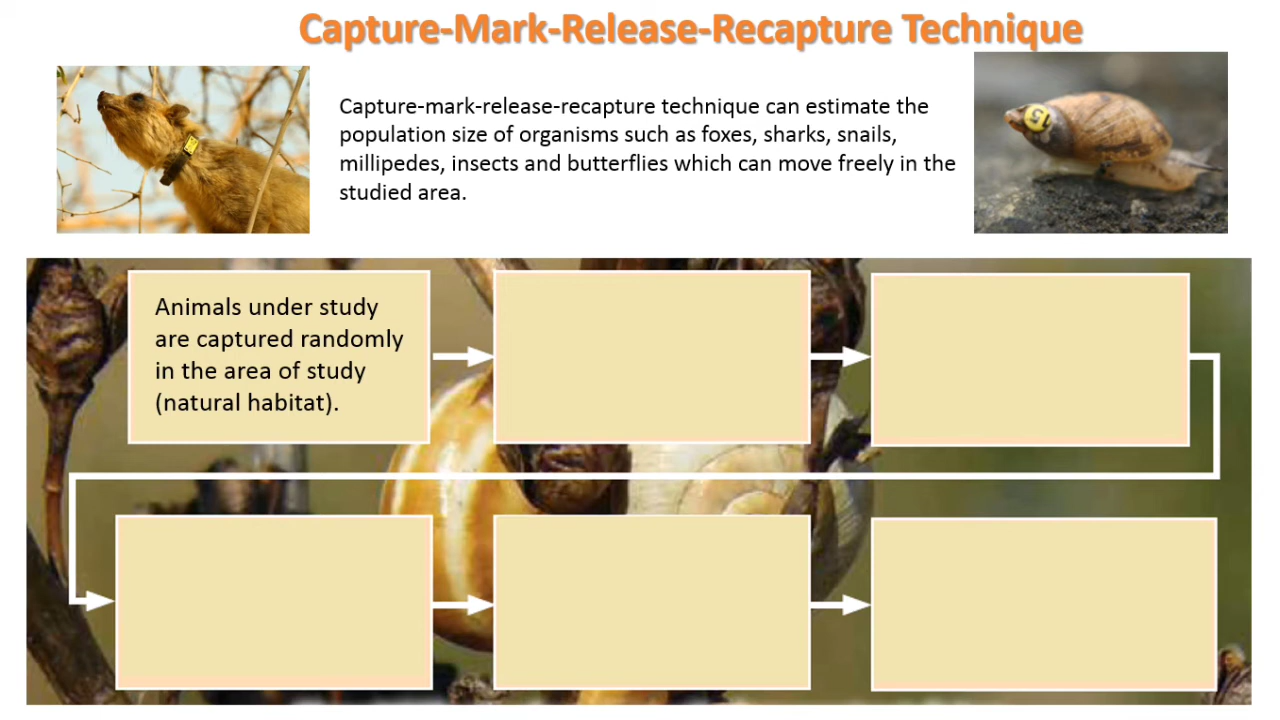 Capture-Mark-Release-Recapture Technique
Capture-mark-release-recapture technique can estimate the
population size of organisms such as foxes, sharks, snails,
millipedes, insects and butterflies which can move freely in the
studied area.
15
Animals under study
are captured randomly
in the area of study
(natural habitat).